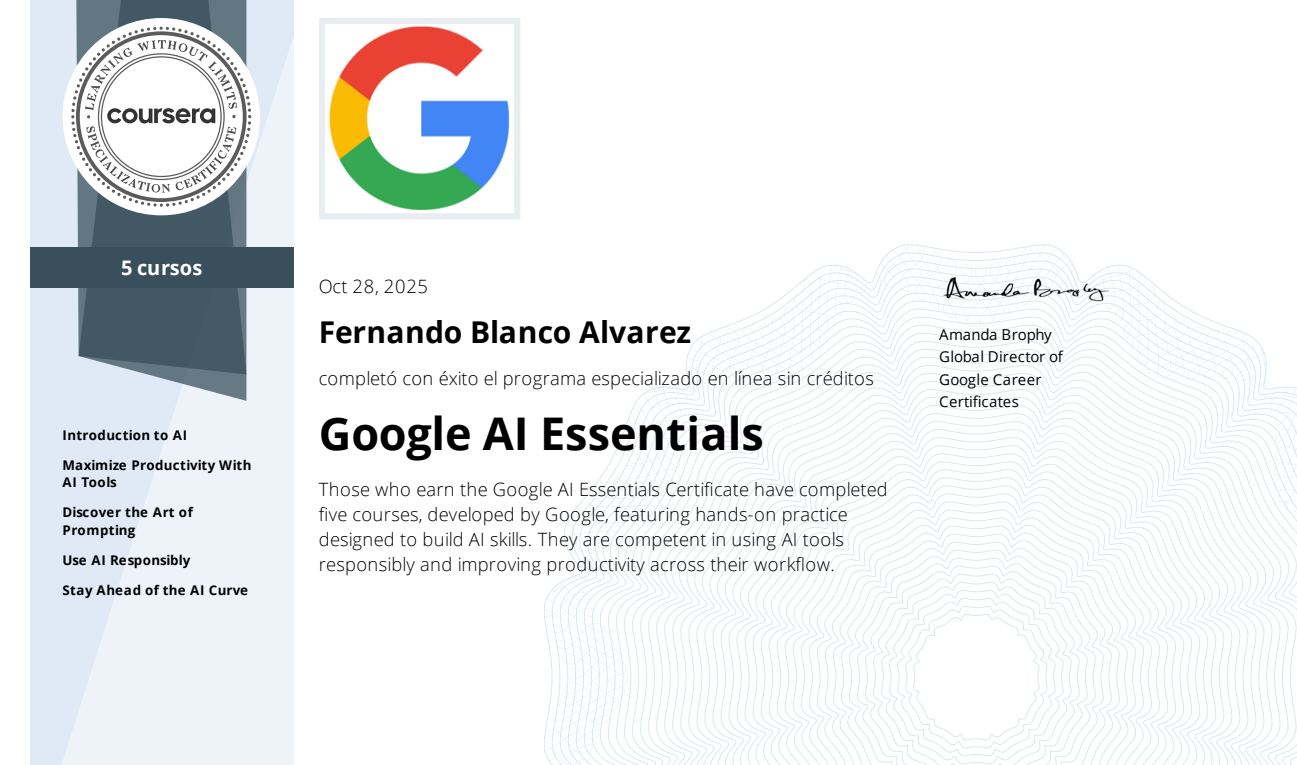 LEARNING WITHOUT LIMITS
coursera
SPECIALIZATION CERTIFICATE
5 cursos
Introduction to AI
Maximize Productivity With
AI Tools
Discover the Art of
Prompting
Use AI Responsibly
Stay Ahead of the AI Curve
Oct 28, 2025
Fernando Blanco Alvarez
completó con éxito el programa especializado en línea sin créditos
Google AI Essentials
Those who earn the Google AI Essentials Certificate have completed
five courses, developed by Google, featuring hands-on practice
designed to build AI skills. They are competent in using AI tools
responsibly and improving productivity across their workflow.
Amanda Brophy
Amanda Brophy
Global Director of
Google Career
Certificates